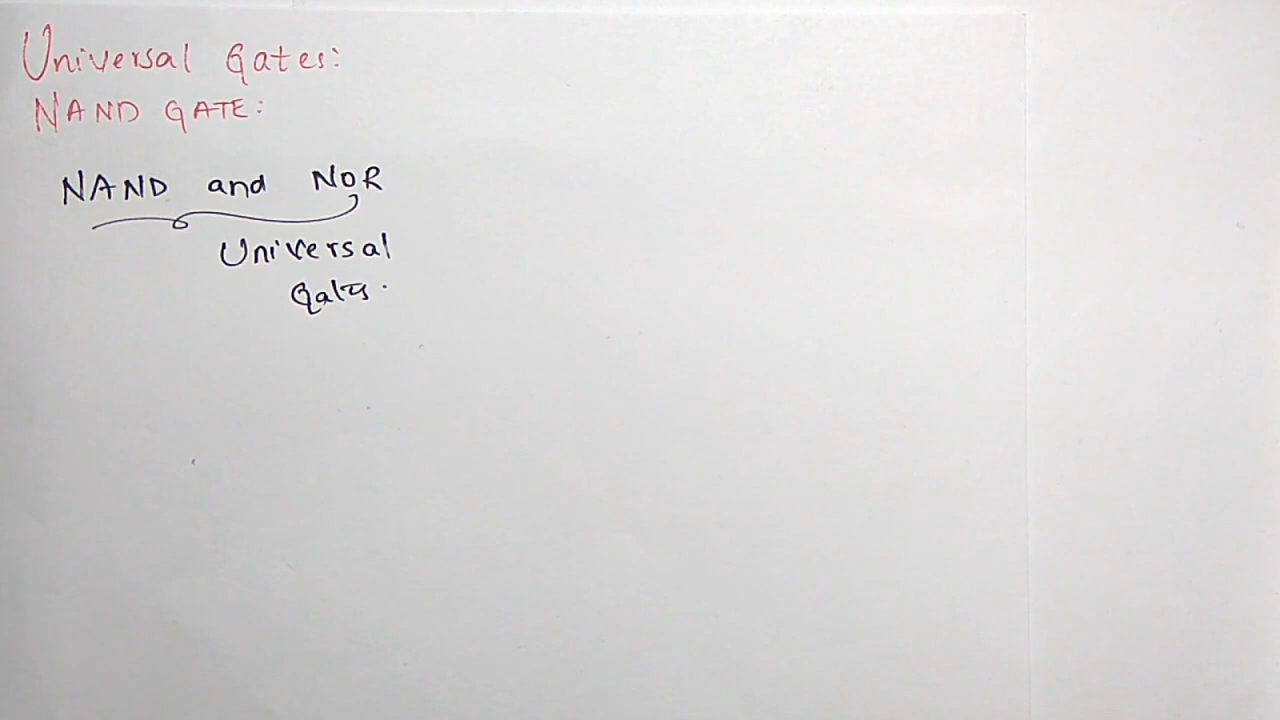 Universal Gates:
NAND GATE:
NAND and NOR
Universal
Gates.